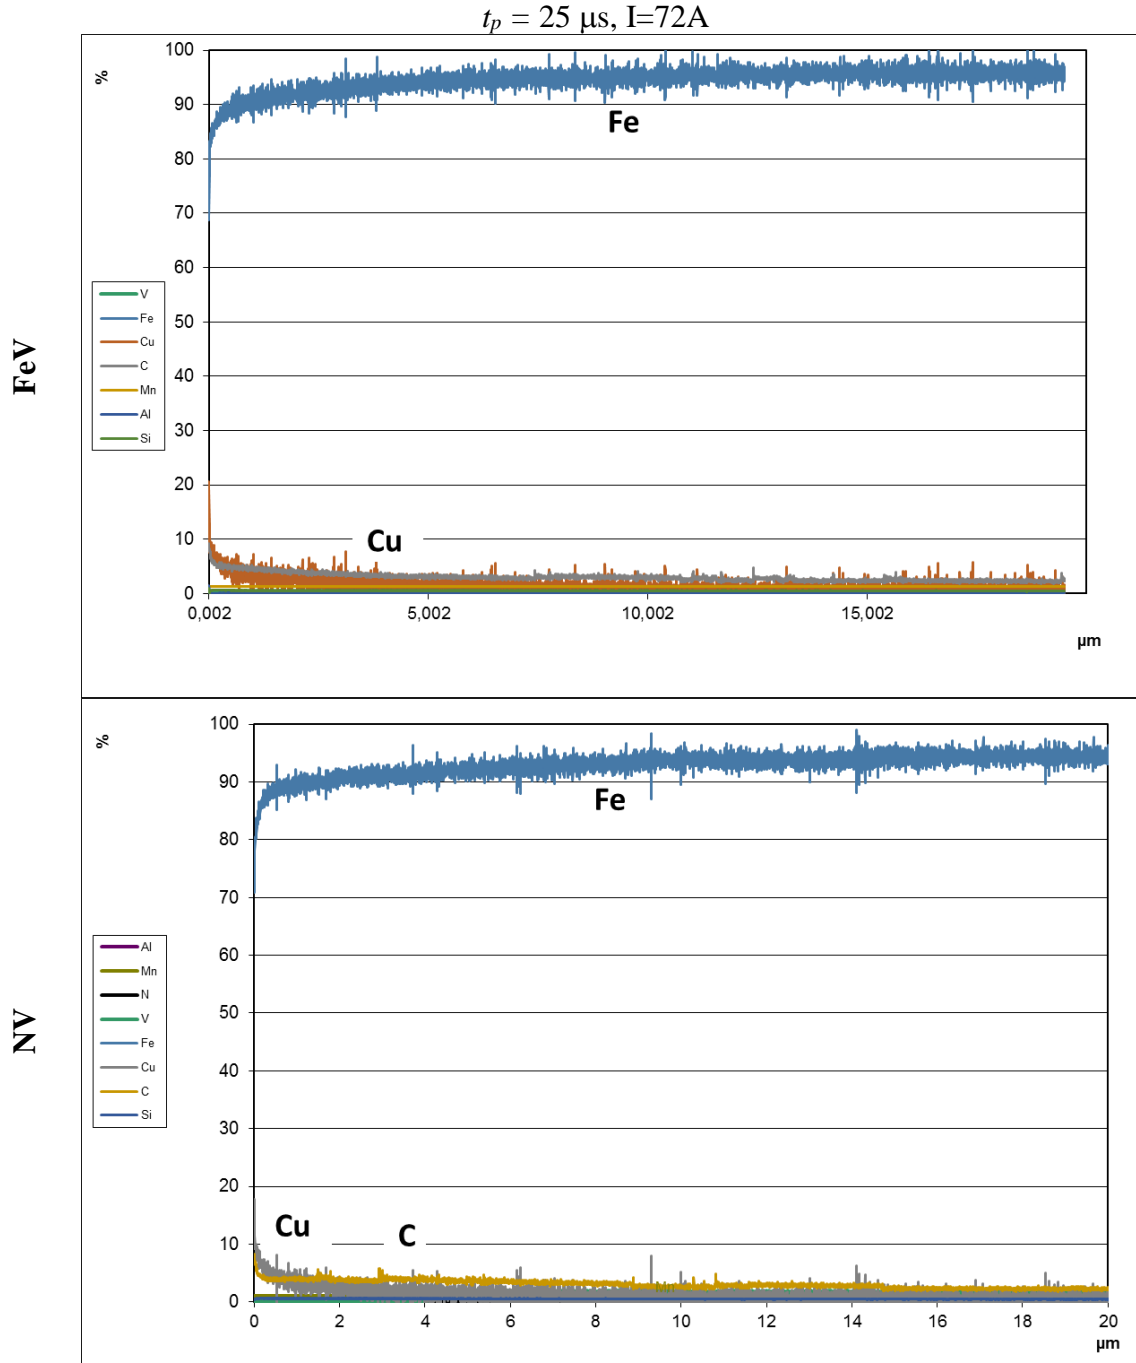 t_p = 25 μs, I=72A
FeV
%
100
90
80
70
60
50
40
30
20
10
0
Fe
Cu
V
Fe
Cu
C
Mn
Al
Si
0,002 5,002 10,002 15,002
µm
NV
%
100
90
80
70
60
50
40
30
20
10
0
Fe
Cu
C
Al
Mn
N
V
Fe
Cu
C
Si
0 2 4 6 8 10 12 14 16 18 20
µm